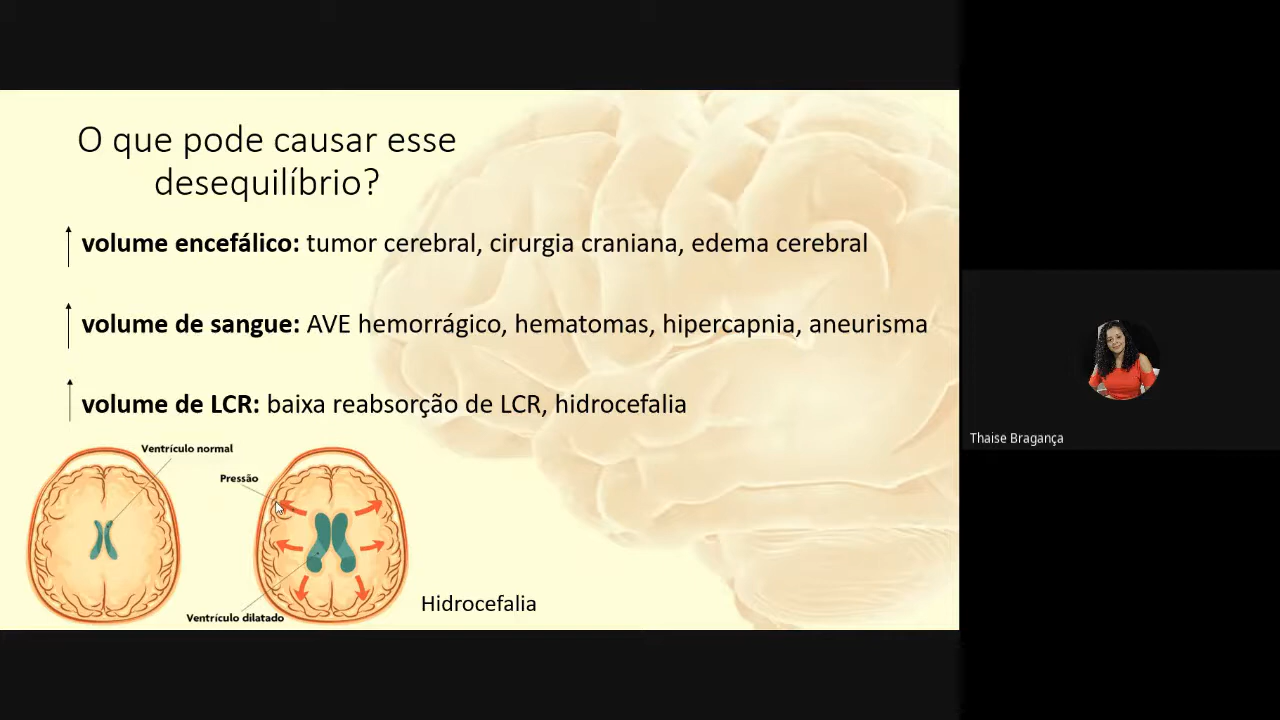 O que pode causar esse
desequilíbrio?
volume encefálico: tumor cerebral, cirurgia craniana, edema cerebral
volume de sangue: AVE hemorrágico, hematomas, hipercapnia, aneurisma
volume de LCR: baixa reabsorção de LCR, hidrocefalia
Ventrículo normal
Pressão
Ventrículo dilatado
Hidrocefalia
Thaise Bragança